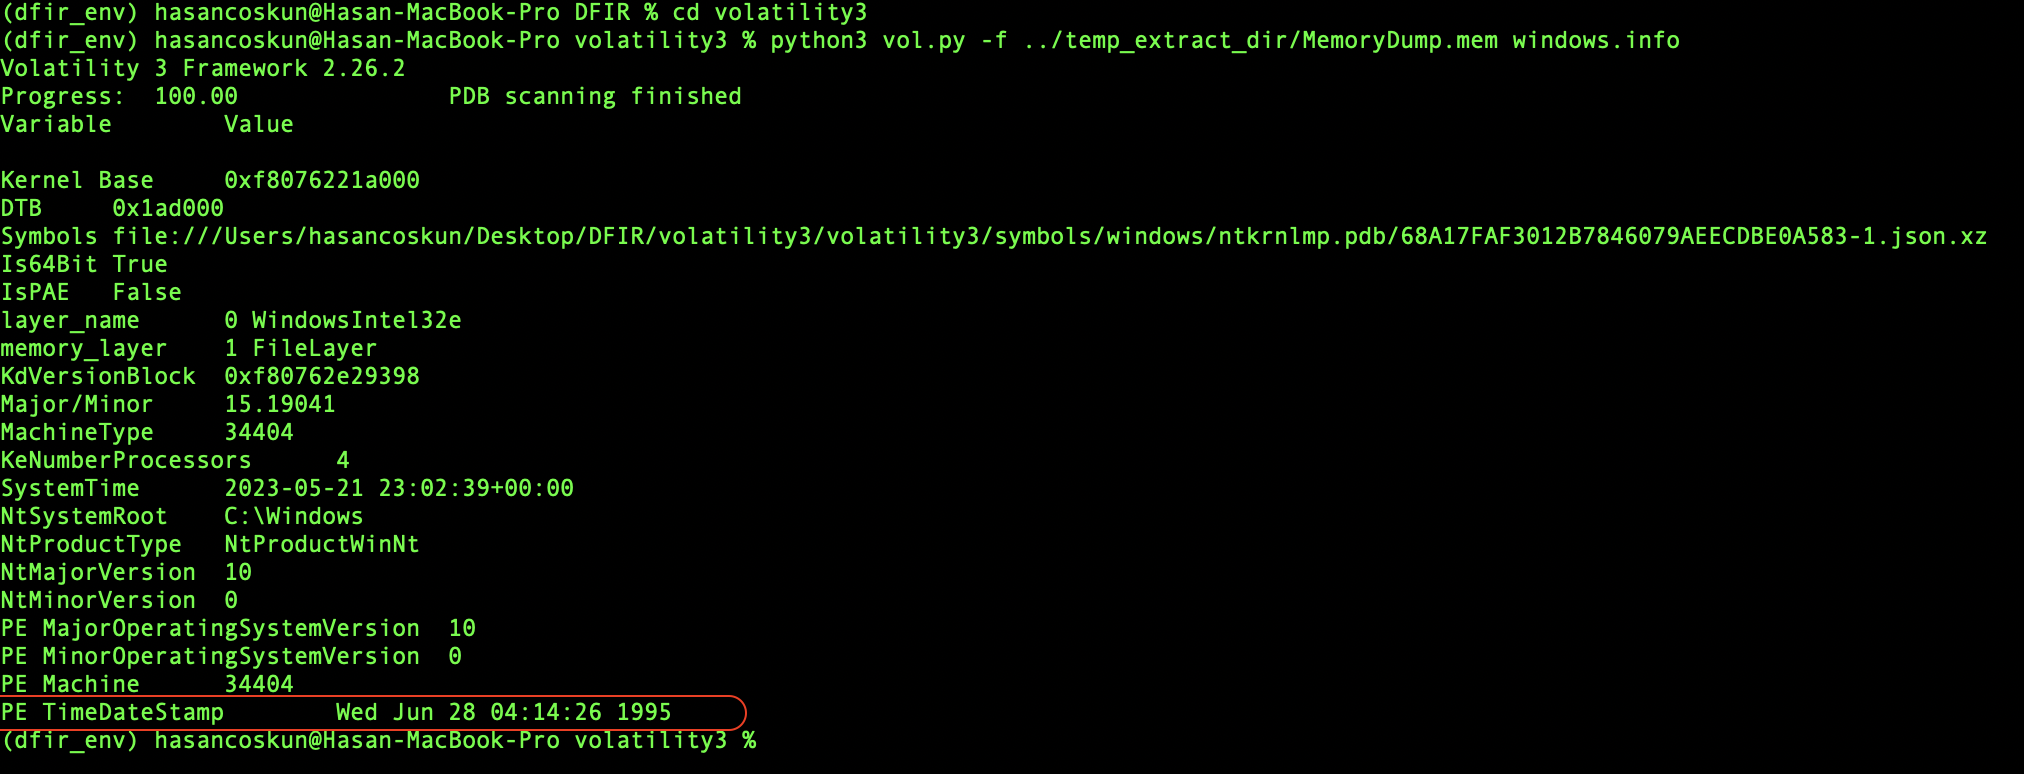 (dfir_env) hasancoskun@Hasan-MacBook-Pro DFIR % cd volatility3
(dfir_env) hasancoskun@Hasan-MacBook-Pro volatility3 % python3 vol.py -f ../temp_extract_dir/MemoryDump.mem windows.info
Volatility 3 Framework 2.26.2
Progress:  100.00               PDB scanning finished
Variable        Value

Kernel Base     0xf8076221a000
DTB     0x1ad000
Symbols file:///Users/hasancoskun/Desktop/DFIR/volatility3/volatility3/symbols/windows/ntkrnlmp.pdb/68A17FAF3012B7846079AEECDBE0A583-1.json.xz
Is64Bit True
IsPAE   False
layer_name      0 WindowsIntel32e
memory_layer    1 FileLayer
KdVersionBlock  0xf80762e29398
Major/Minor     15.19041
MachineType     34404
KeNumberProcessors      4
SystemTime      2023-05-21 23:02:39+00:00
NtSystemRoot    C:\Windows
NtProductType   NtProductWinNt
NtMajorVersion  10
NtMinorVersion  0
PE MajorOperatingSystemVersion  10
PE MinorOperatingSystemVersion  0
PE Machine      34404
PE TimeDateStamp        Wed Jun 28 04:14:26 1995
(dfir_env) hasancoskun@Hasan-MacBook-Pro volatility3 %